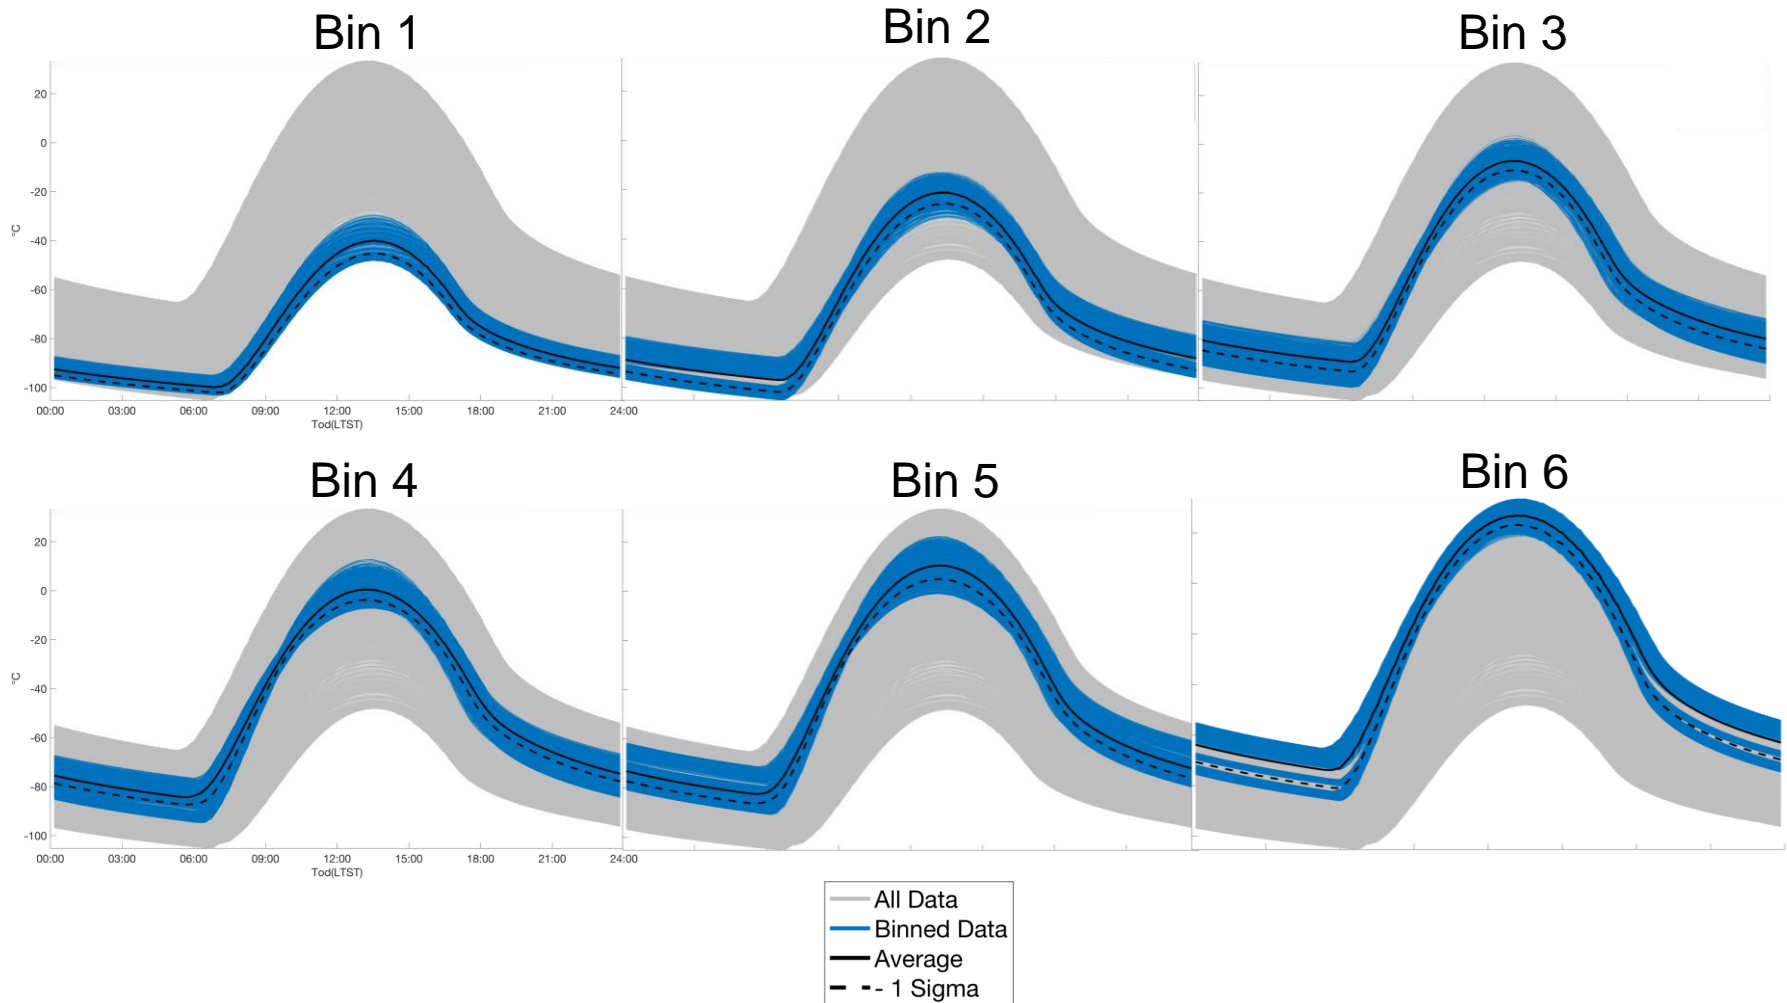 Bin 1
Bin 2
Bin 3
20
0
-20
-40
-60
-80
-100
°C
00:00 03:00 06:00 09:00 12:00 15:00 18:00 21:00 24:00
Tod(LTST)
Bin 4
Bin 5
Bin 6
20
0
-20
-40
-60
-80
-100
°C
00:00 03:00 06:00 09:00 12:00 15:00 18:00 21:00 24:00
Tod(LTST)
All Data
Binned Data
Average
- 1 Sigma